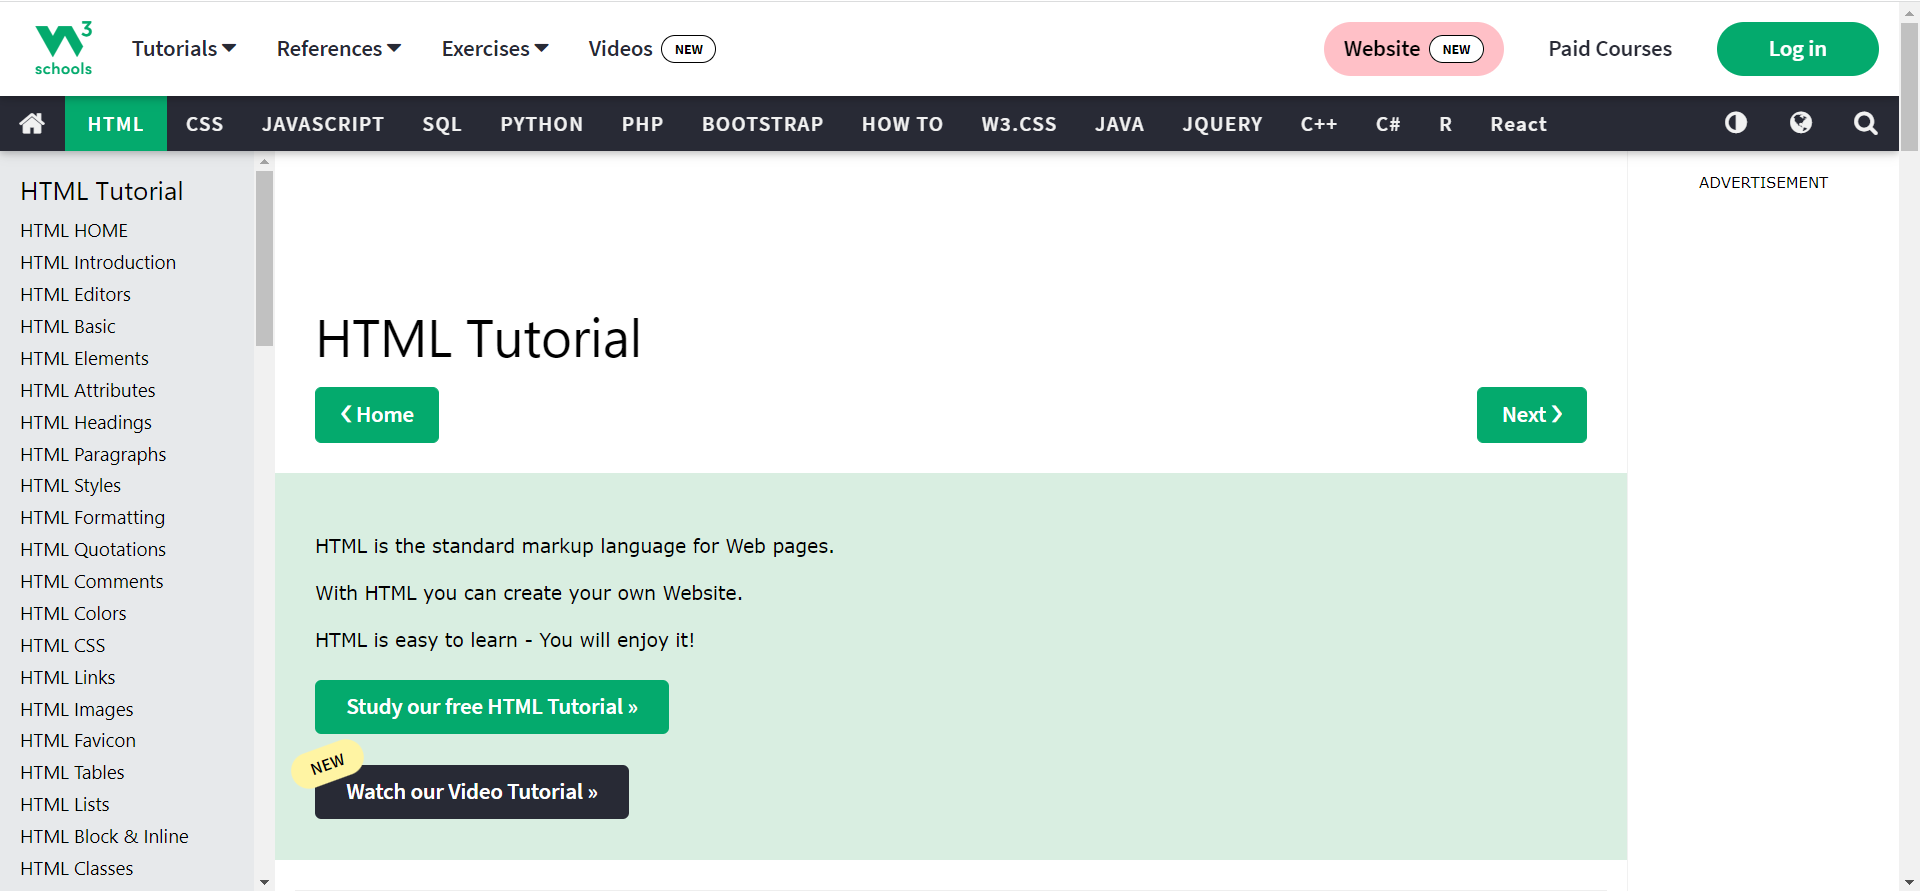 W3 schools
Tutorials References Exercises Videos NEW Website NEW Paid Courses Log in
HTML CSS JAVASCRIPT SQL PYTHON PHP BOOTSTRAP HOW TO W3.CSS JAVA JQUERY C++ C# R React
HTML Tutorial
HTML HOME
HTML Introduction
HTML Editors
HTML Basic
HTML Elements
HTML Attributes
HTML Headings
HTML Paragraphs
HTML Styles
HTML Formatting
HTML Quotations
HTML Comments
HTML Colors
HTML CSS
HTML Links
HTML Images
HTML Favicon
HTML Tables
HTML Lists
HTML Block & Inline
HTML Classes
HTML Tutorial
❮ Home
Next ❯
HTML is the standard markup language for Web pages.
With HTML you can create your own Website.
HTML is easy to learn - You will enjoy it!
Study our free HTML Tutorial »
NEW
Watch our Video Tutorial »
ADVERTISEMENT